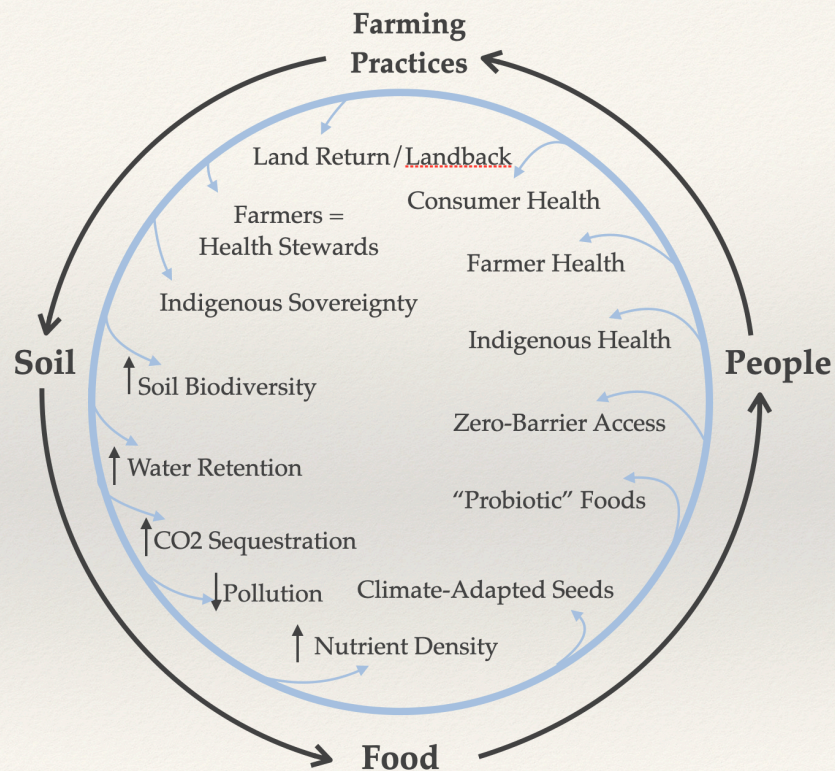 Farming
Practices
Land Return/Landback
Consumer Health
Farmers =
Health Stewards
Farmer Health
Indigenous Sovereignty
Indigenous Health
Soil
People
Soil Biodiversity
Zero-Barrier Access
Water Retention
“Probiotic” Foods
CO2 Sequestration
Pollution
Climate-Adapted Seeds
Nutrient Density
Food